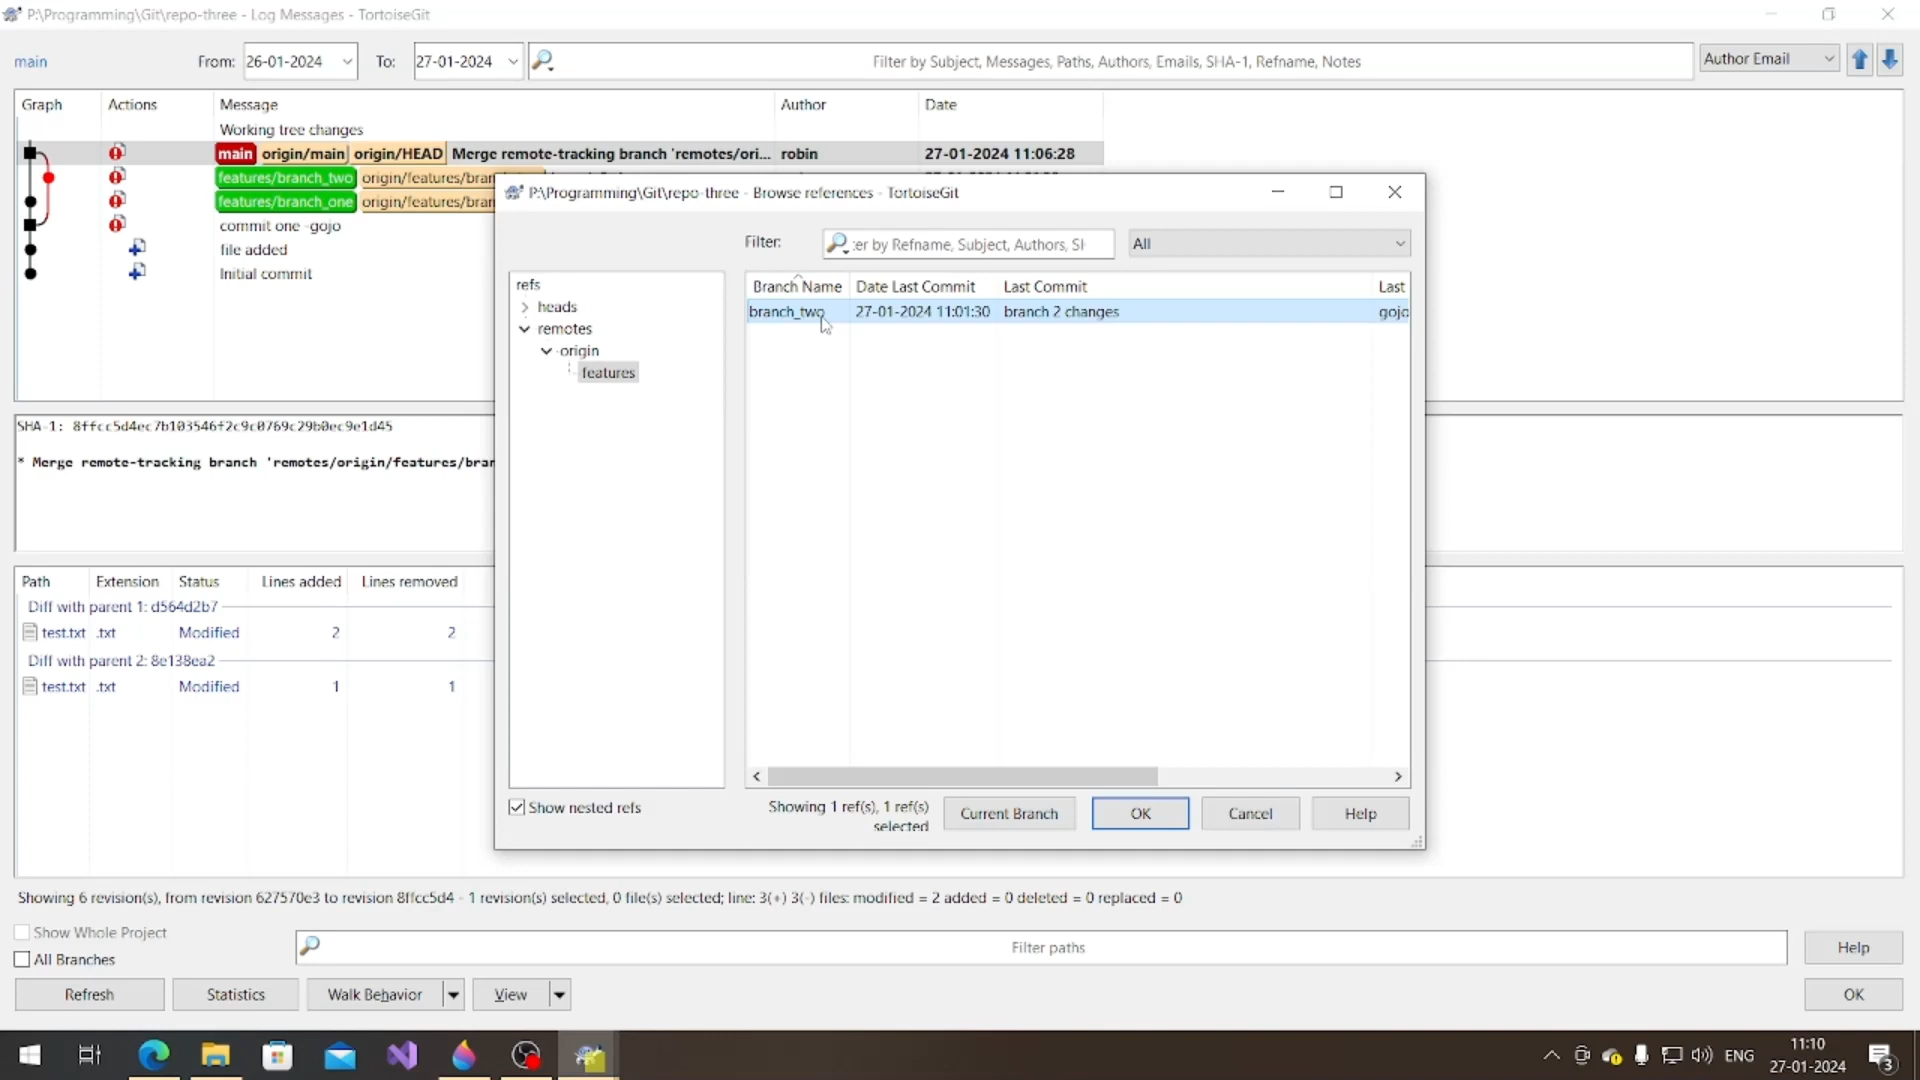 P:\Programming\Git\repo-three - Log Messages - TortoiseGit
main
From: 26-01-2024 To: 27-01-2024
Filter by Subject, Messages, Paths, Authors, Emails, SHA-1, Refname, Notes
Author Email
Graph Actions Message Author Date
Working tree changes
main origin/main origin/HEAD Merge remote-tracking branch 'remotes/ori... robin 27-01-2024 11:06:28
features/branch_two origin/features/bran
features/branch_one origin/features/bran
commit one -gojo
file added
Initial commit
SHA-1: 8ffcc5d4ec7b103546f2c9c0769c29b0ec9e1d45
* Merge remote-tracking branch 'remotes/origin/features/bran
Path Extension Status Lines added Lines removed
Diff with parent 1: d564d2b7
test.txt .txt Modified 2 2
Diff with parent 2: 8e138ea2
test.txt .txt Modified 1 1
P:\Programming\Git\repo-three - Browse references - TortoiseGit
Filter: er by Refname, Subject, Authors, SH All
refs
heads
remotes
origin
features
Branch Name Date Last Commit Last Commit Last
branch_two 27-01-2024 11:01:30 branch 2 changes gojo
Show nested refs
Showing 1 ref(s), 1 ref(s)
selected
Current Branch OK Cancel Help
Showing 6 revision(s), from revision 627570e3 to revision 8ffcc5d4 - 1 revision(s) selected, 0 file(s) selected; line: 3(+) 3(-) files: modified = 2 added = 0 deleted = 0 replaced = 0
Show Whole Project
All Branches
Filter paths
Help
Refresh Statistics Walk Behavior View OK
ENG
11:10
27-01-2024
3